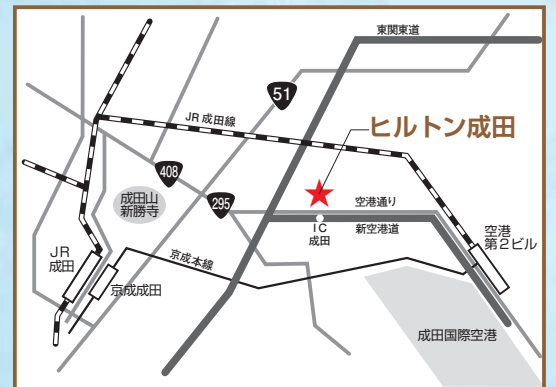 東関東道
51
JR成田線
ヒルトン成田
408
成田山
新勝寺
295
空港通り
IC
成田
新空港道
空港
第2ビル
JR
成田
京成本線
京成成田
成田国際空港